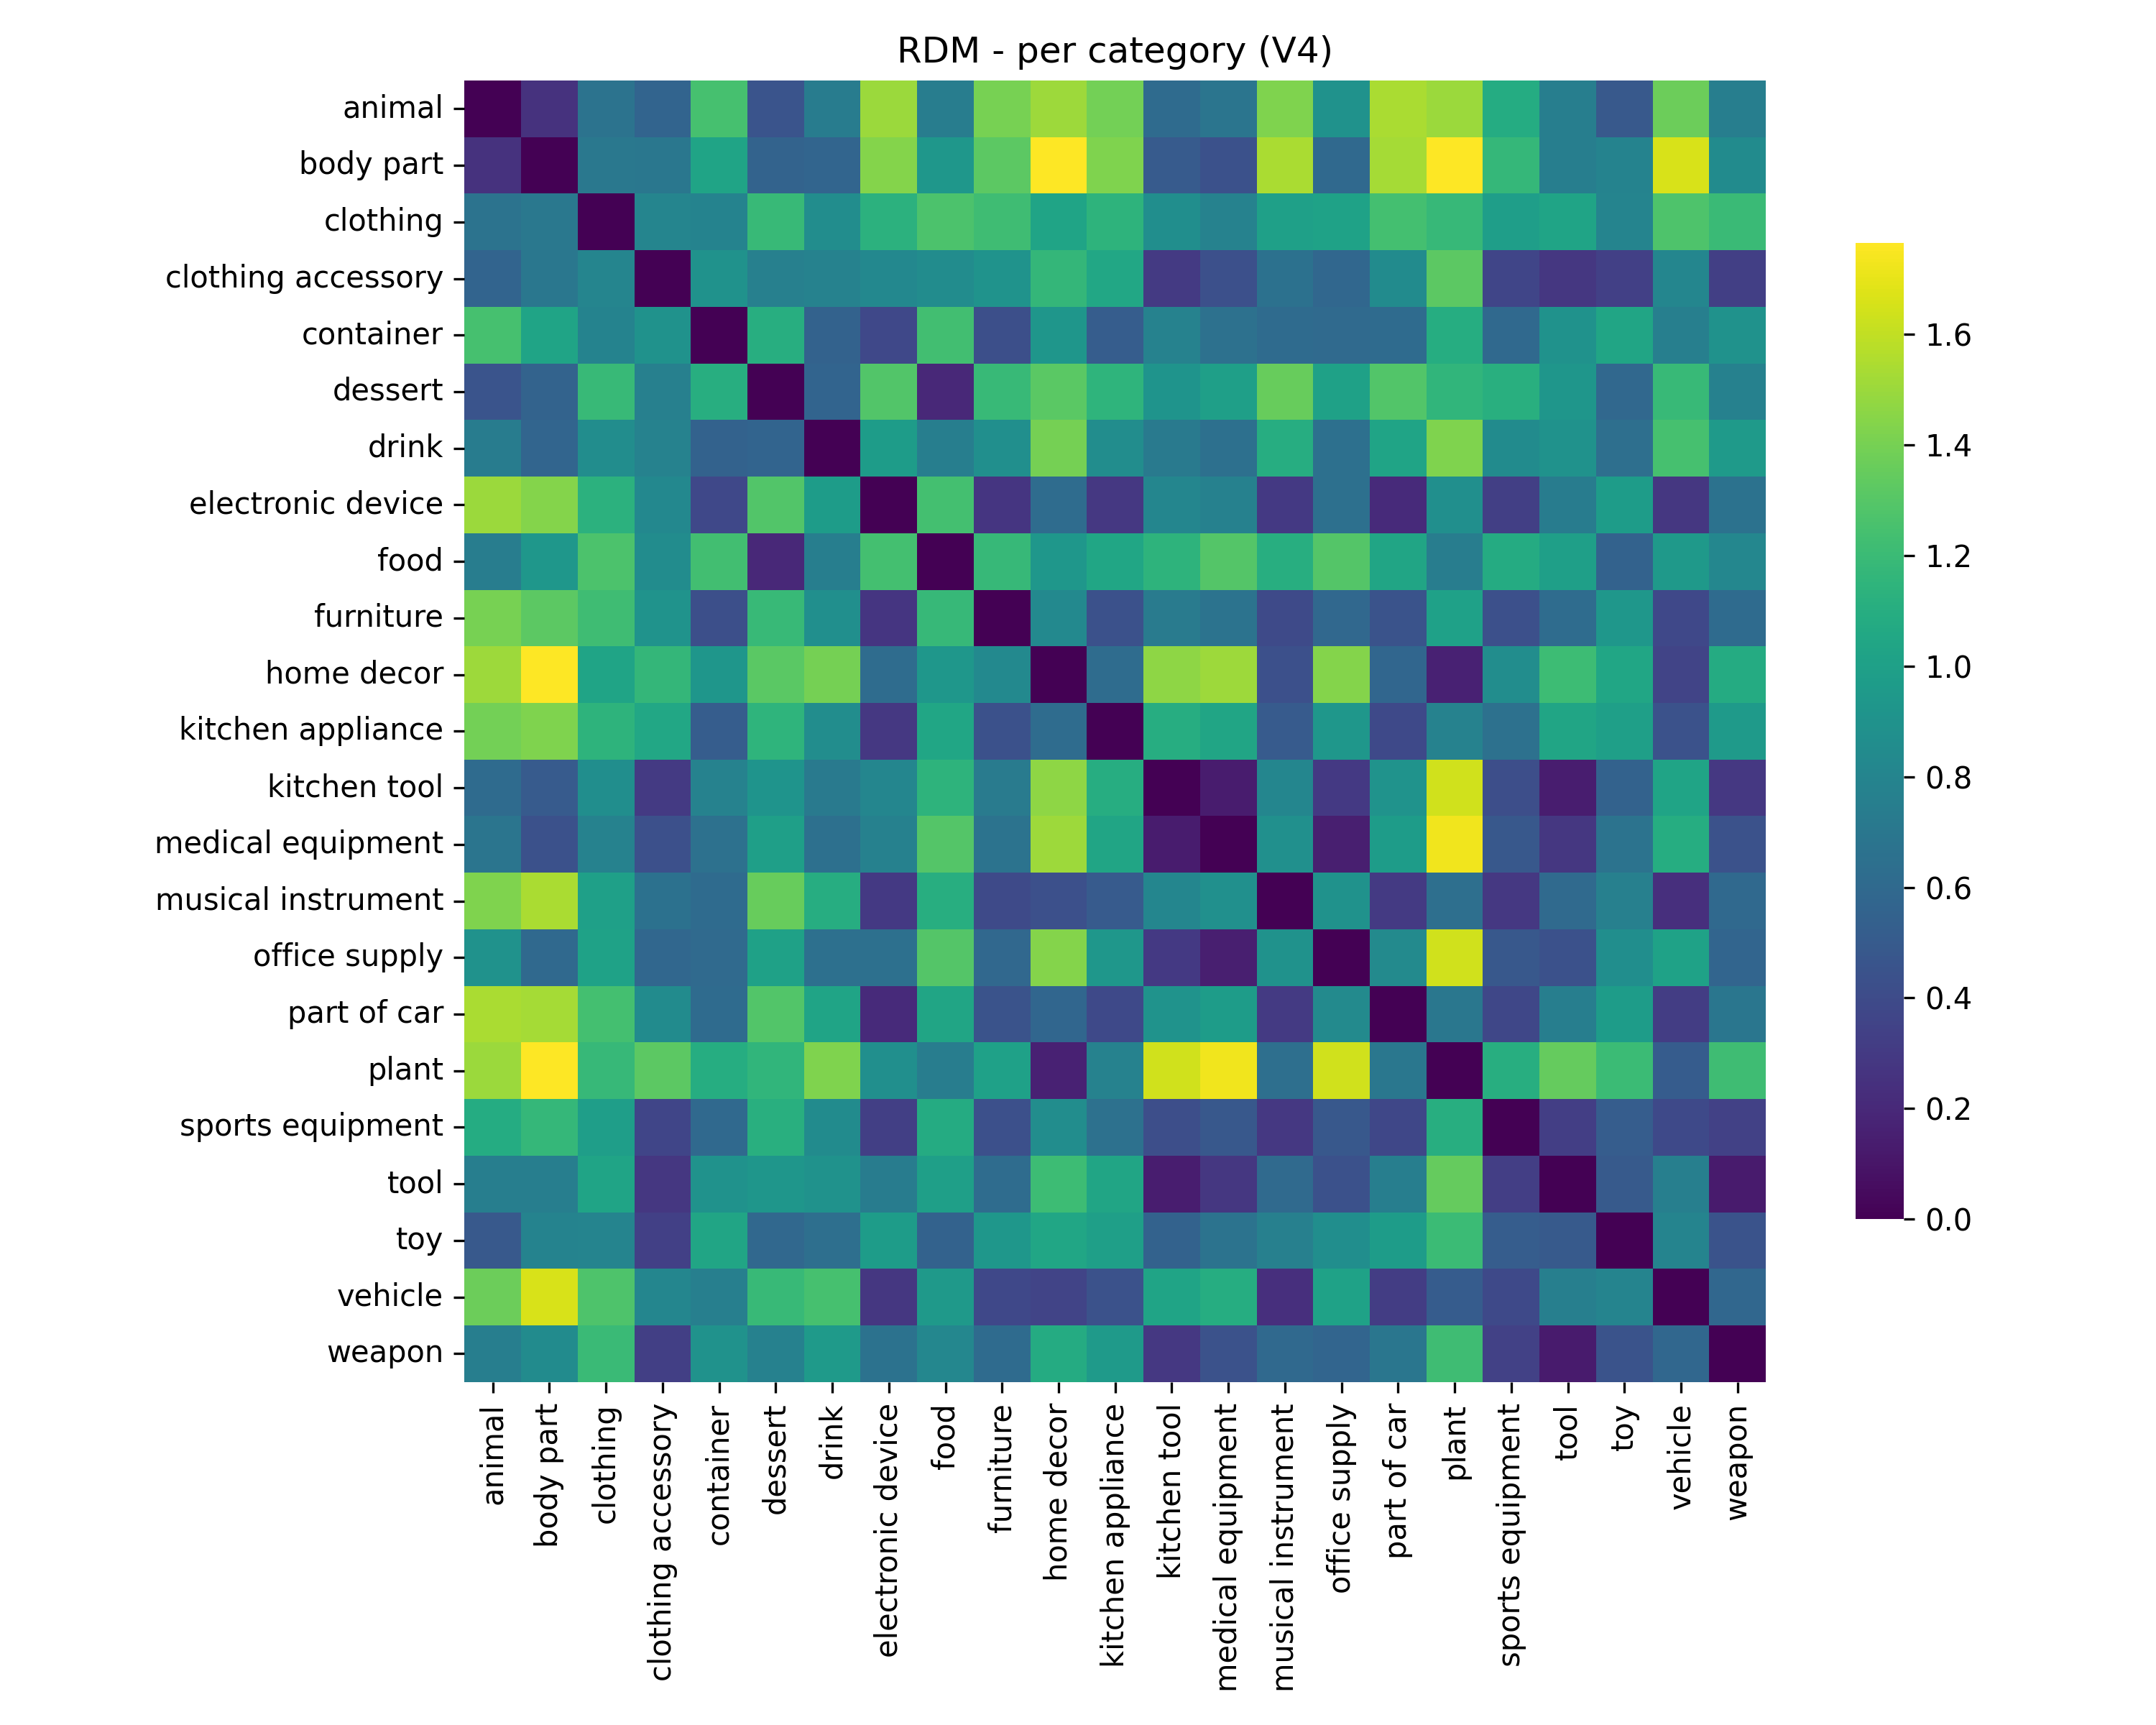 RDM - per category (V4)
animal
body part
clothing
clothing accessory
container
dessert
drink
electronic device
food
furniture
home decor
kitchen appliance
kitchen tool
medical equipment
musical instrument
office supply
part of car
plant
sports equipment
tool
toy
vehicle
weapon
animal
body part
clothing
clothing accessory
container
dessert
drink
electronic device
food
furniture
home decor
kitchen appliance
kitchen tool
medical equipment
musical instrument
office supply
part of car
plant
sports equipment
tool
toy
vehicle
weapon
1.6
1.4
1.2
1.0
0.8
0.6
0.4
0.2
0.0